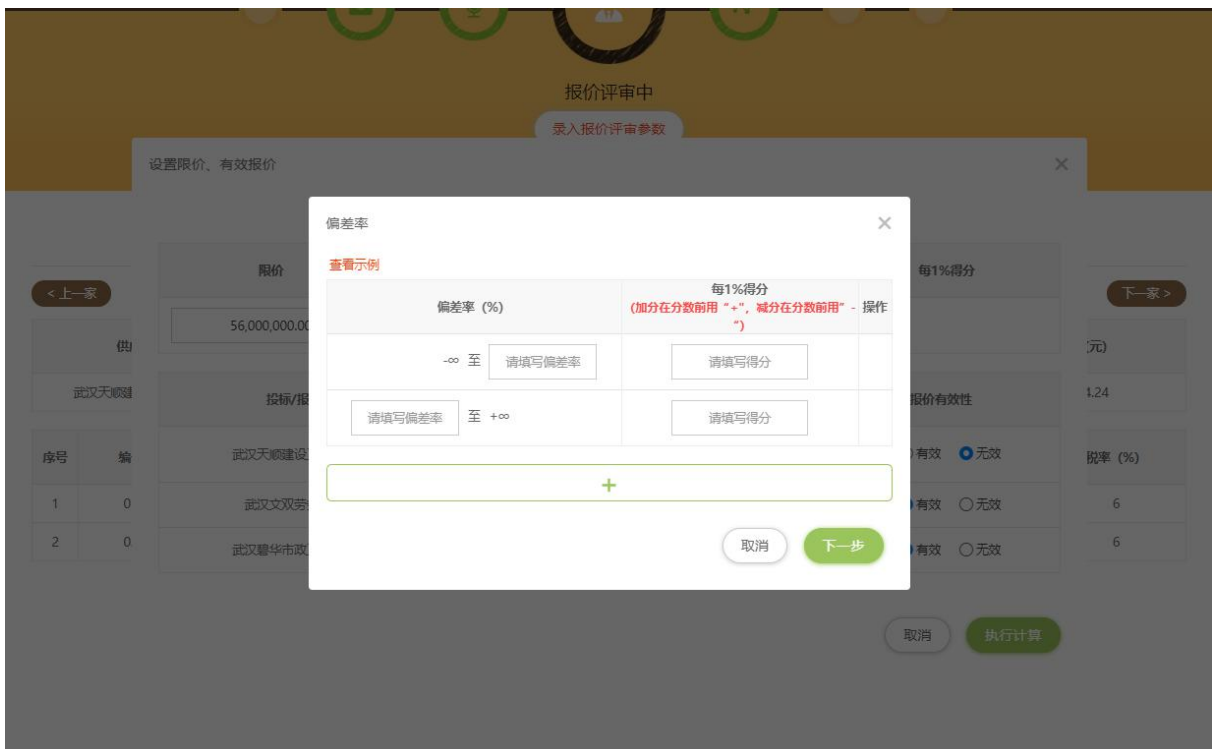 报价评审中
录入报价评审参数
设置限价、有效报价
×
偏差率
×
查看示例
限价
每1%得分
< 上一家
下一家 >
偏差率 (%)
每1%得分
(加分在分数前用“+”, 减分在分数前用” -
“)
操作
56,000,000.00
-∞ 至 请填写偏差率
请填写得分
供
元)
武汉天顺建
4.24
投标/报
报价有效性
请填写偏差率 至 +∞
请填写得分
序号
编
武汉天顺建设
有效
无效
税率 (%)
+
1
0
武汉文双劳
有效
无效
6
2
0
武汉碧华市政
有效
无效
6
取消
下一步
取消
执行计算